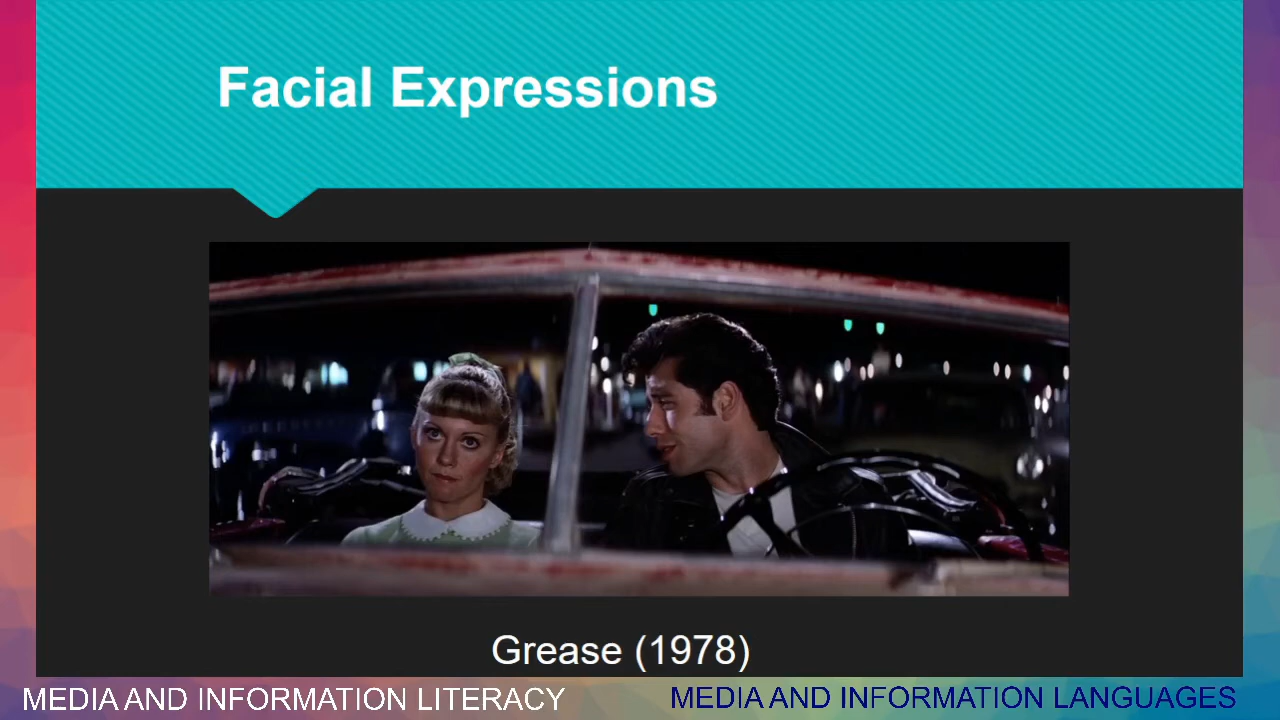 Facial Expressions
Grease (1978)
MEDIA AND INFORMATION LITERACY
MEDIA AND INFORMATION LANGUAGES